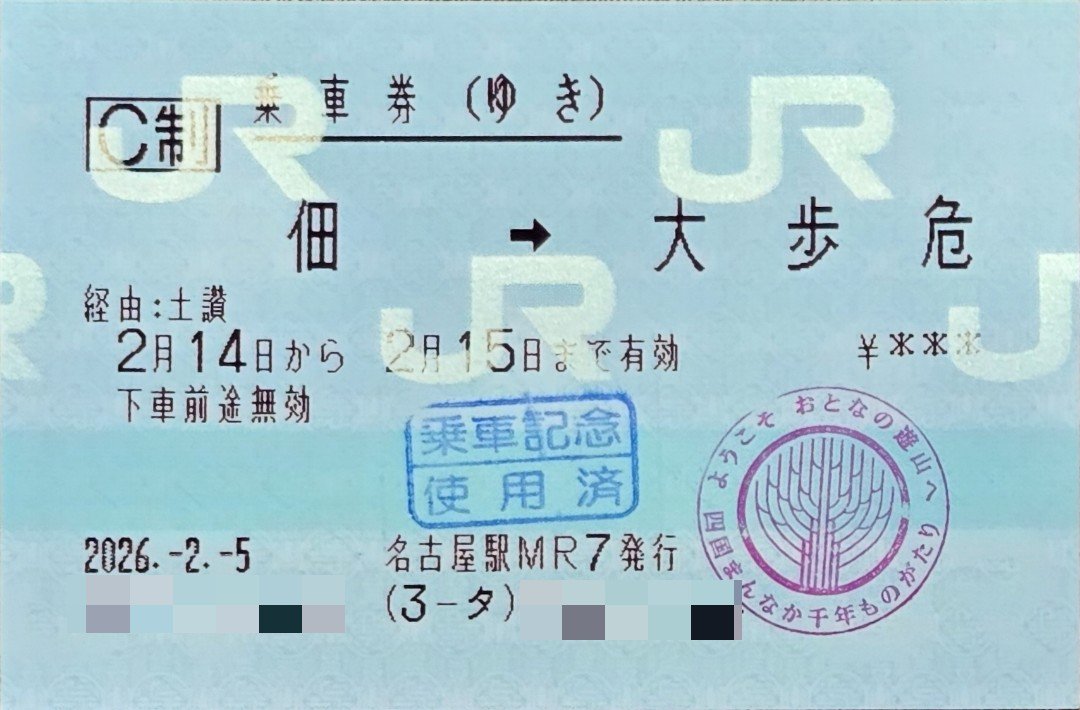 C制 乗車券(ゆき)
佃 → 大歩危
経由:土讃
2月14日から 2月15日まで有効 ¥***
下車前途無効
乗車記念
使用済
ようこそ おとなの遊山へ
四国まんなか千年ものがたり
2026.-2.-5 名古屋駅MR7発行
(3-タ)
JR
JR
JR
JR
JR